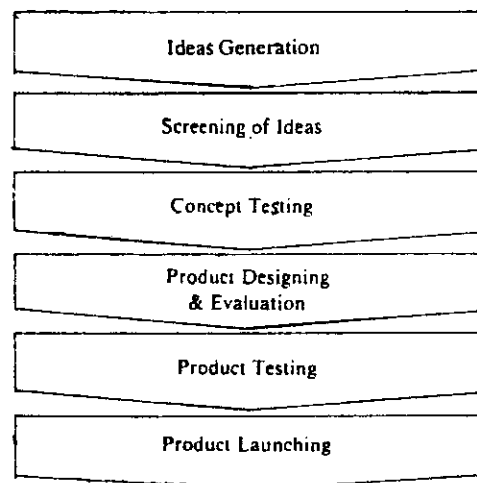 Ideas Generation
Screening of Ideas
Concept Testing
Product Designing
& Evaluation
Product Testing
Product Launching